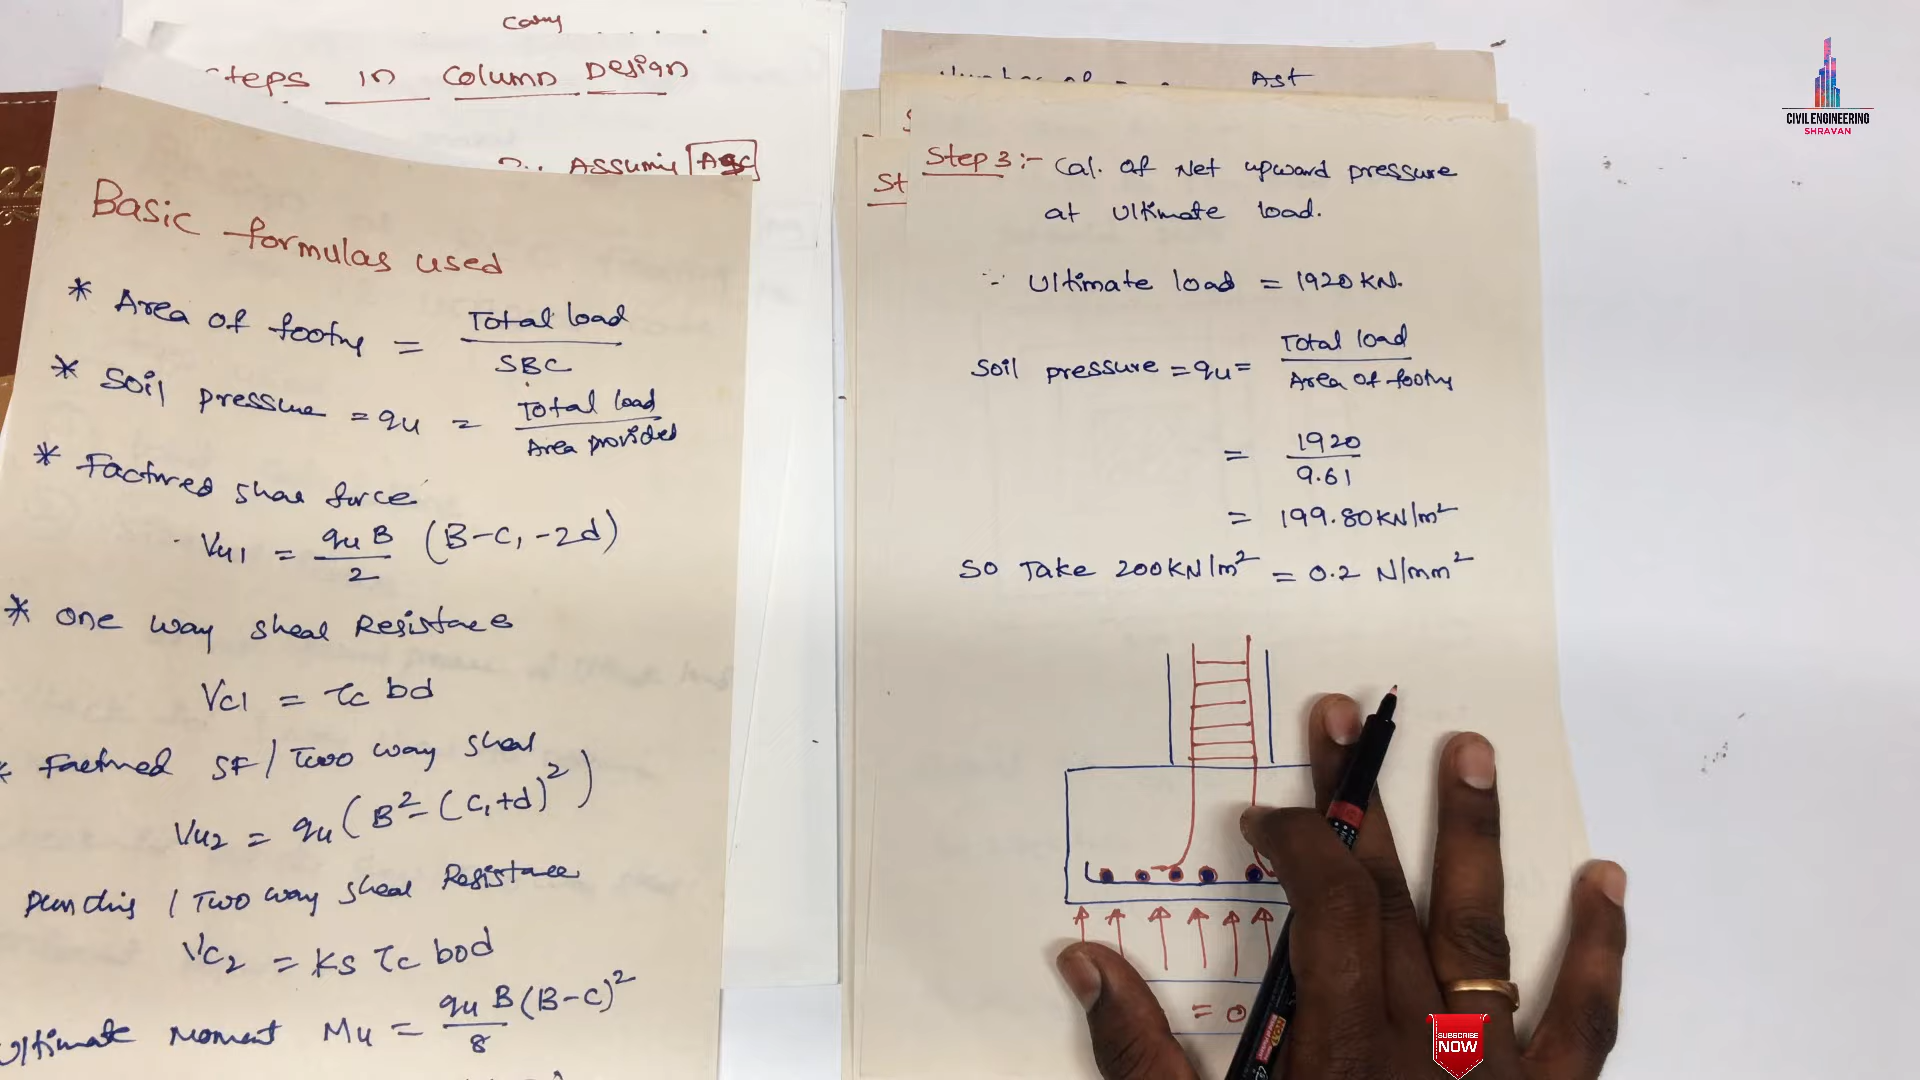 Steps in Column Design
Assume Asc
Basic formulas used
* Area of footing = Total load / SBC
* Soil pressure = qu = Total load / Area provided
* Factored shear force
Vu1 = qu B / 2 (B-C1-2d)
* One way shear Resistance
Vc1 = τc bd
* Factored SF / Two way shear
Vu2 = qu (B² - (C1+d)²)
Punching / Two way shear Resistance
Vc2 = Ks τc bod
Ultimate Moment Mu = qu B (B-C)² / 8
Ast
St
Step 3:- Cal. of Net upward pressure
at Ultimate load.
∵ Ultimate load = 1920 KN.
Soil pressure = qu = Total load / Area of footing
= 1920 / 9.61
= 199.80 KN/m²
So Take 200 KN/m² = 0.2 N/mm²
= 0
CIVIL ENGINEERING
SHRAVAN
SUBSCRIBE
NOW